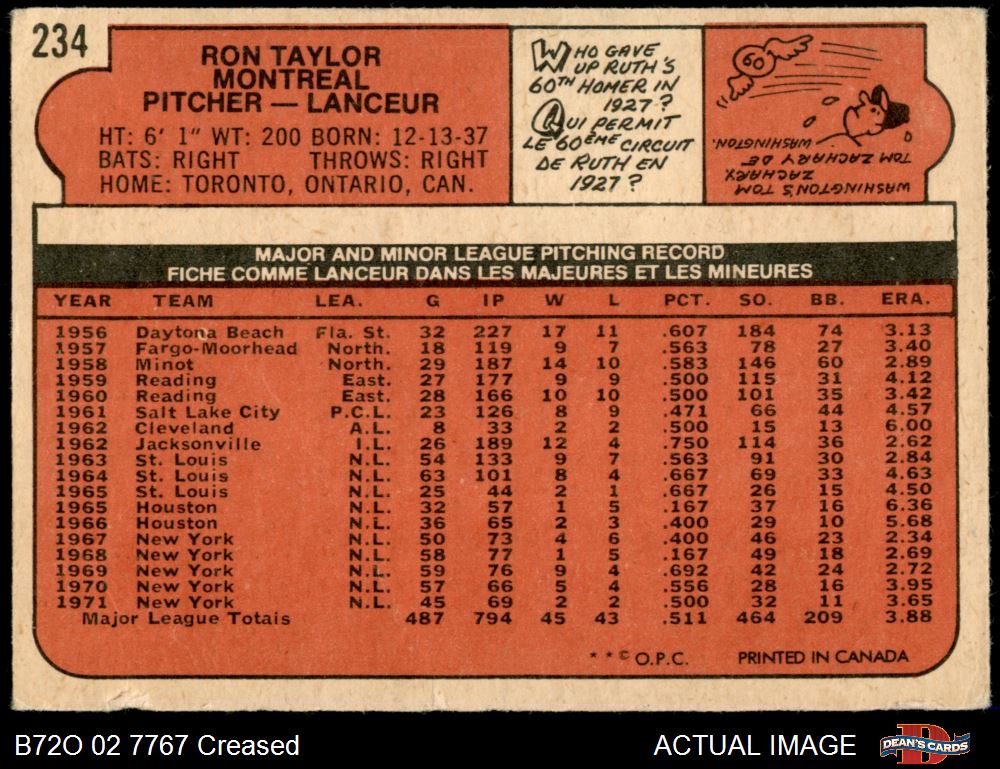 234
RON TAYLOR
MONTREAL
PITCHER — LANCEUR
HT: 6' 1" WT: 200 BORN: 12-13-37
BATS: RIGHT THROWS: RIGHT
HOME: TORONTO, ONTARIO, CAN.
WHO GAVE
UP RUTH'S
60TH HOMER IN
1927?
QUI PERMIT
LE 60EME CIRCUIT
DE RUTH EN
1927?
60
WASHINGTON'S TOM
ZACHARY
TOM ZACHARY DE
WASHINGTON.
MAJOR AND MINOR LEAGUE PITCHING RECORD
FICHE COMME LANCEUR DANS LES MAJEURES ET LES MINEURES
YEAR TEAM LEA. G IP W L PCT. SO. BB. ERA.
1956 Daytona Beach Fla. St. 32 227 17 11 .607 184 74 3.13
1957 Fargo-Moorhead North. 18 119 9 7 .563 78 27 3.40
1958 Minot North. 29 187 14 10 .583 146 60 2.89
1959 Reading East. 27 177 9 9 .500 115 31 4.12
1960 Reading East. 28 166 10 10 .500 101 35 3.42
1961 Salt Lake City P.C.L. 23 126 8 9 .471 66 44 4.57
1962 Cleveland A.L. 8 33 2 2 .500 15 13 6.00
1962 Jacksonville I.L. 26 189 12 4 .750 114 36 2.62
1963 St. Louis N.L. 54 133 9 7 .563 91 30 2.84
1964 St. Louis N.L. 63 101 8 4 .667 69 33 4.63
1965 St. Louis N.L. 25 44 2 1 .667 26 15 4.50
1965 Houston N.L. 32 57 1 5 .167 37 16 6.36
1966 Houston N.L. 36 65 2 3 .400 29 10 5.68
1967 New York N.L. 50 73 4 6 .400 46 23 2.34
1968 New York N.L. 58 77 1 5 .167 49 18 2.69
1969 New York N.L. 59 76 9 4 .692 42 24 2.72
1970 New York N.L. 57 66 5 4 .556 28 16 3.95
1971 New York N.L. 45 69 2 2 .500 32 11 3.65
Major League Totals 487 794 45 43 .511 464 209 3.88
* * © O.P.C. PRINTED IN CANADA
B72O 02 7767 Creased
ACTUAL IMAGE
DEAN'S CARDS